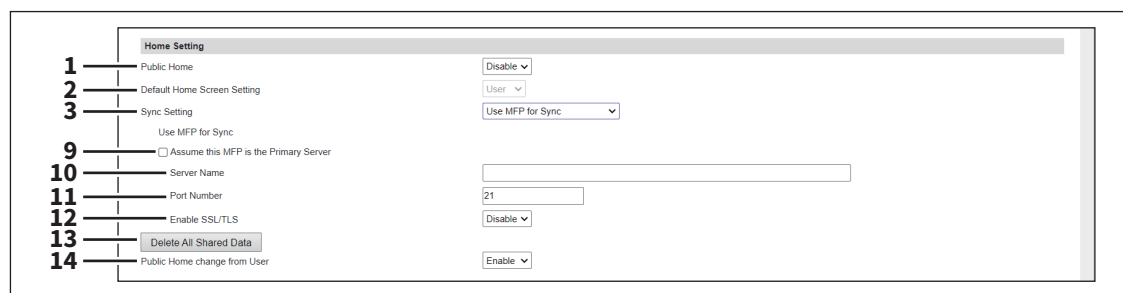 Home Setting
1 Public Home Disable
2 Default Home Screen Setting User
3 Sync Setting Use MFP for Sync
Use MFP for Sync
9 Assume this MFP is the Primary Server
10 Server Name
11 Port Number 21
12 Enable SSL/TLS Disable
13 Delete All Shared Data
14 Public Home change from User Enable